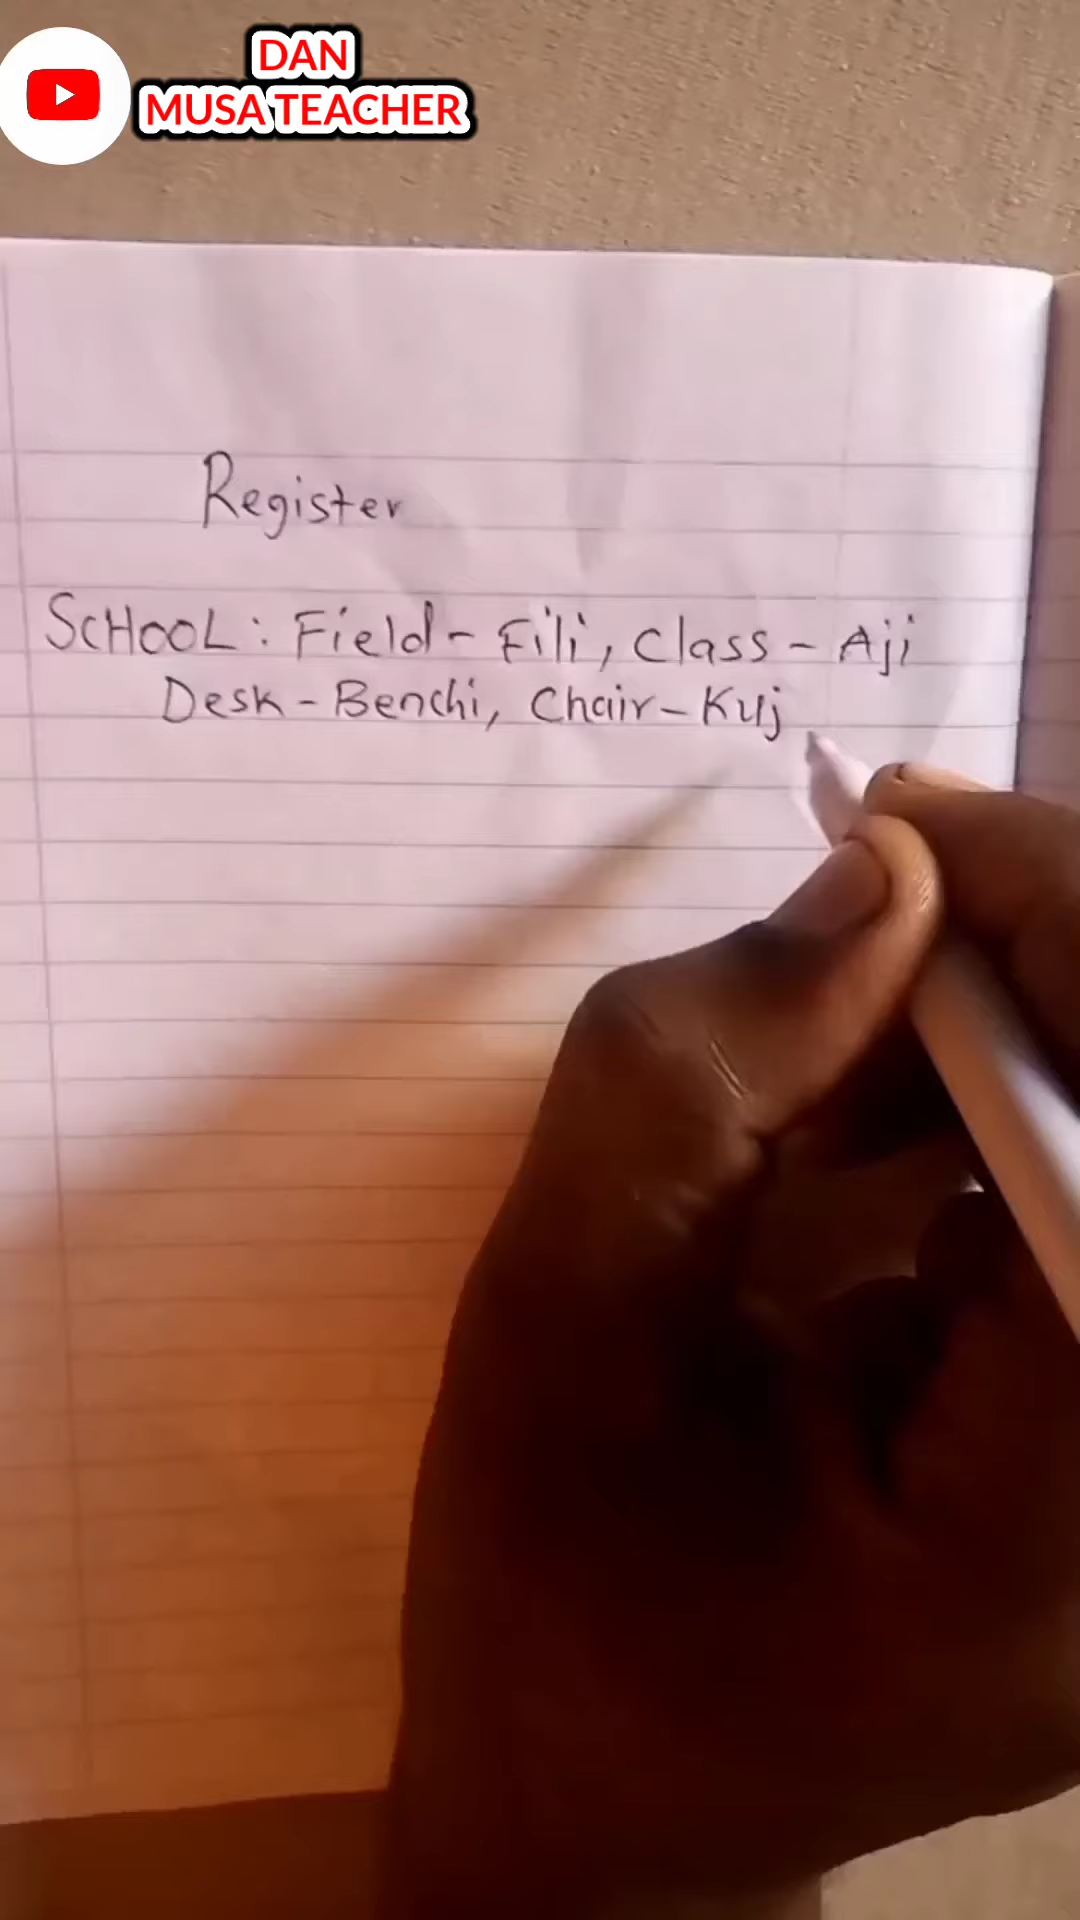 DAN
MUSA TEACHER
Register
SCHOOL: Field - Fili, Class - Aji
Desk - Benchi, Chair - Kuj